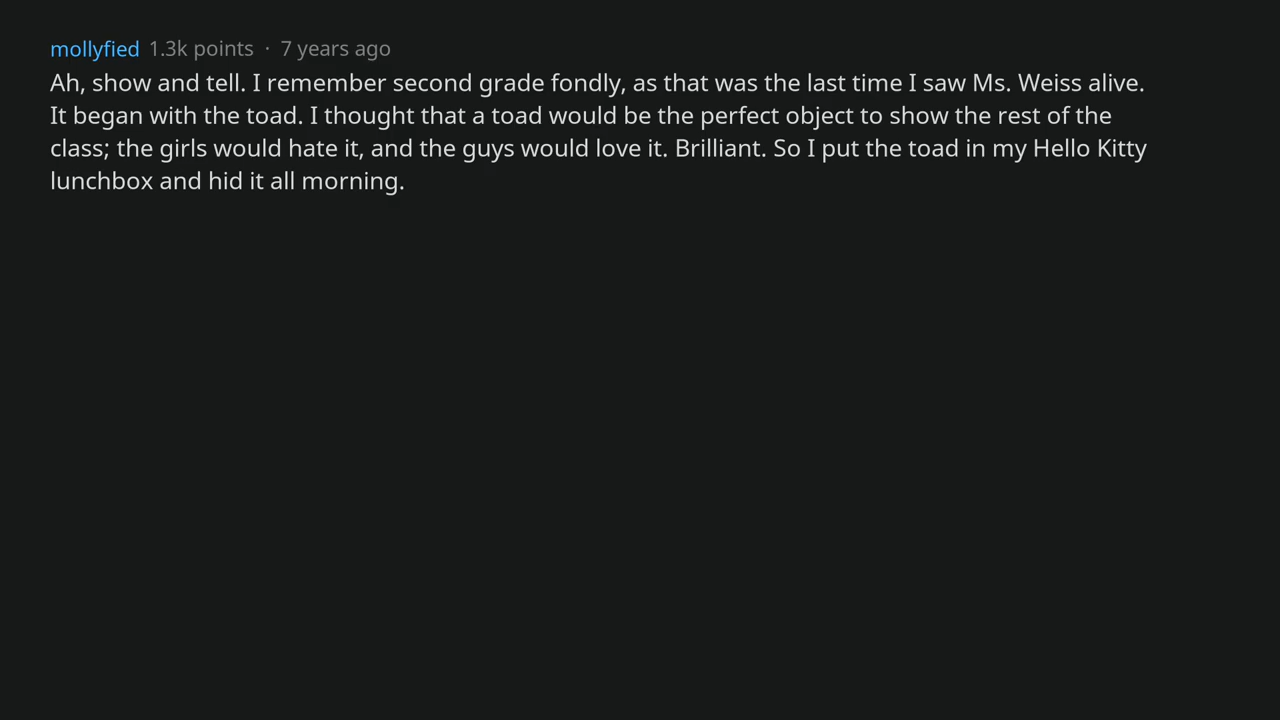 mollyfied 1.3k points · 7 years ago
Ah, show and tell. I remember second grade fondly, as that was the last time I saw Ms. Weiss alive.
It began with the toad. I thought that a toad would be the perfect object to show the rest of the
class; the girls would hate it, and the guys would love it. Brilliant. So I put the toad in my Hello Kitty
lunchbox and hid it all morning.